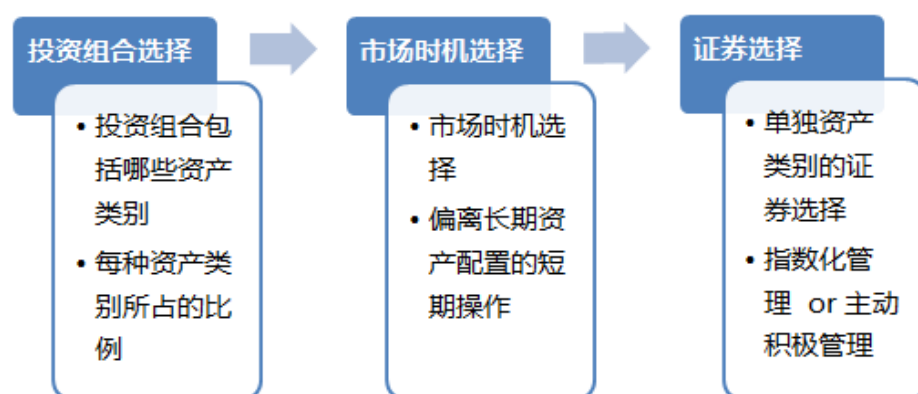 投资组合选择
• 投资组合包
括哪些资产
类别
• 每种资产类
别所占的比
例
市场时机选择
• 市场时机选
择
• 偏离长期资
产配置的短
期操作
证券选择
• 单独资产
类别的证
券选择
• 指数化管
理 or 主动
积极管理